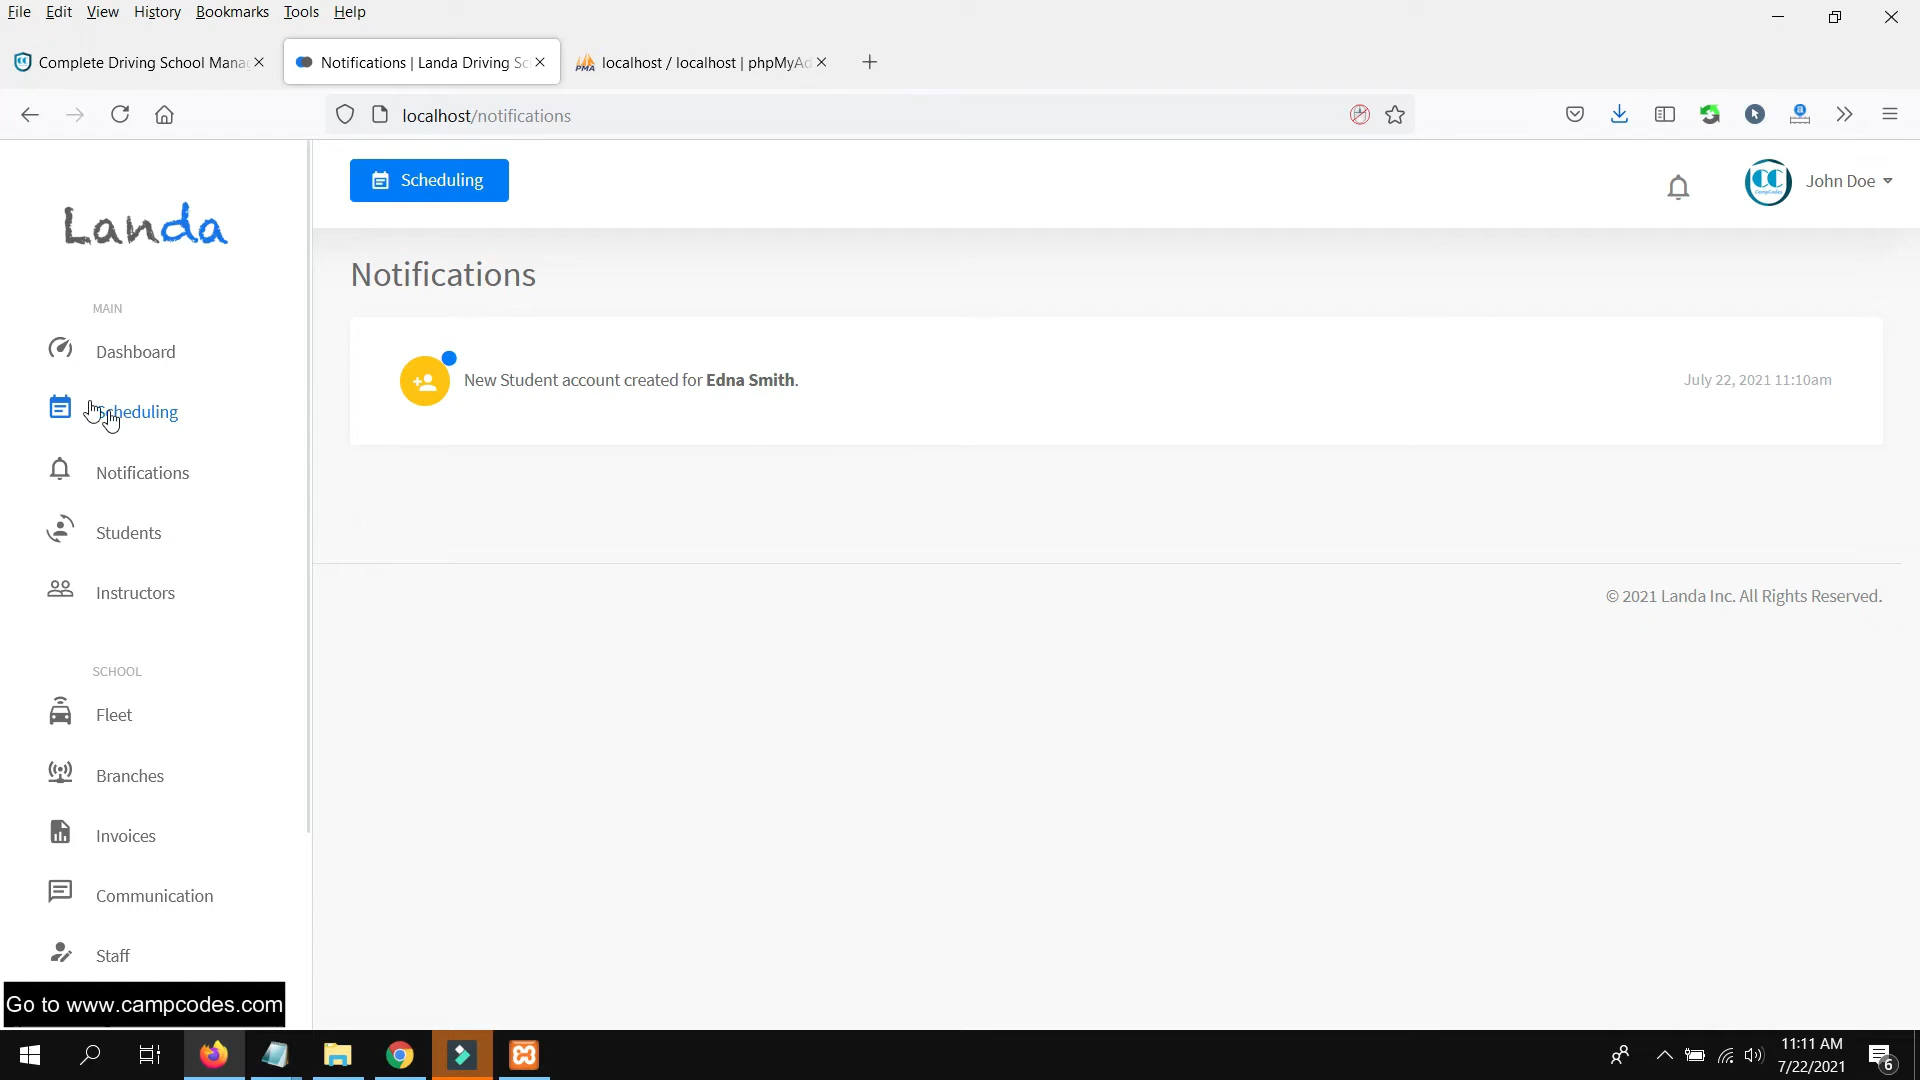 File Edit View History Bookmarks Tools Help
Complete Driving School Mana
Notifications | Landa Driving Sc
localhost / localhost | phpMyAd
localhost/notifications
Scheduling
John Doe
Landa
Notifications
MAIN
Dashboard
New Student account created for Edna Smith.
July 22, 2021 11:10am
Scheduling
Notifications
Students
Instructors
© 2021 Landa Inc. All Rights Reserved.
SCHOOL
Fleet
Branches
Invoices
Communication
Staff
Go to www.campcodes.com
11:11 AM
7/22/2021
6